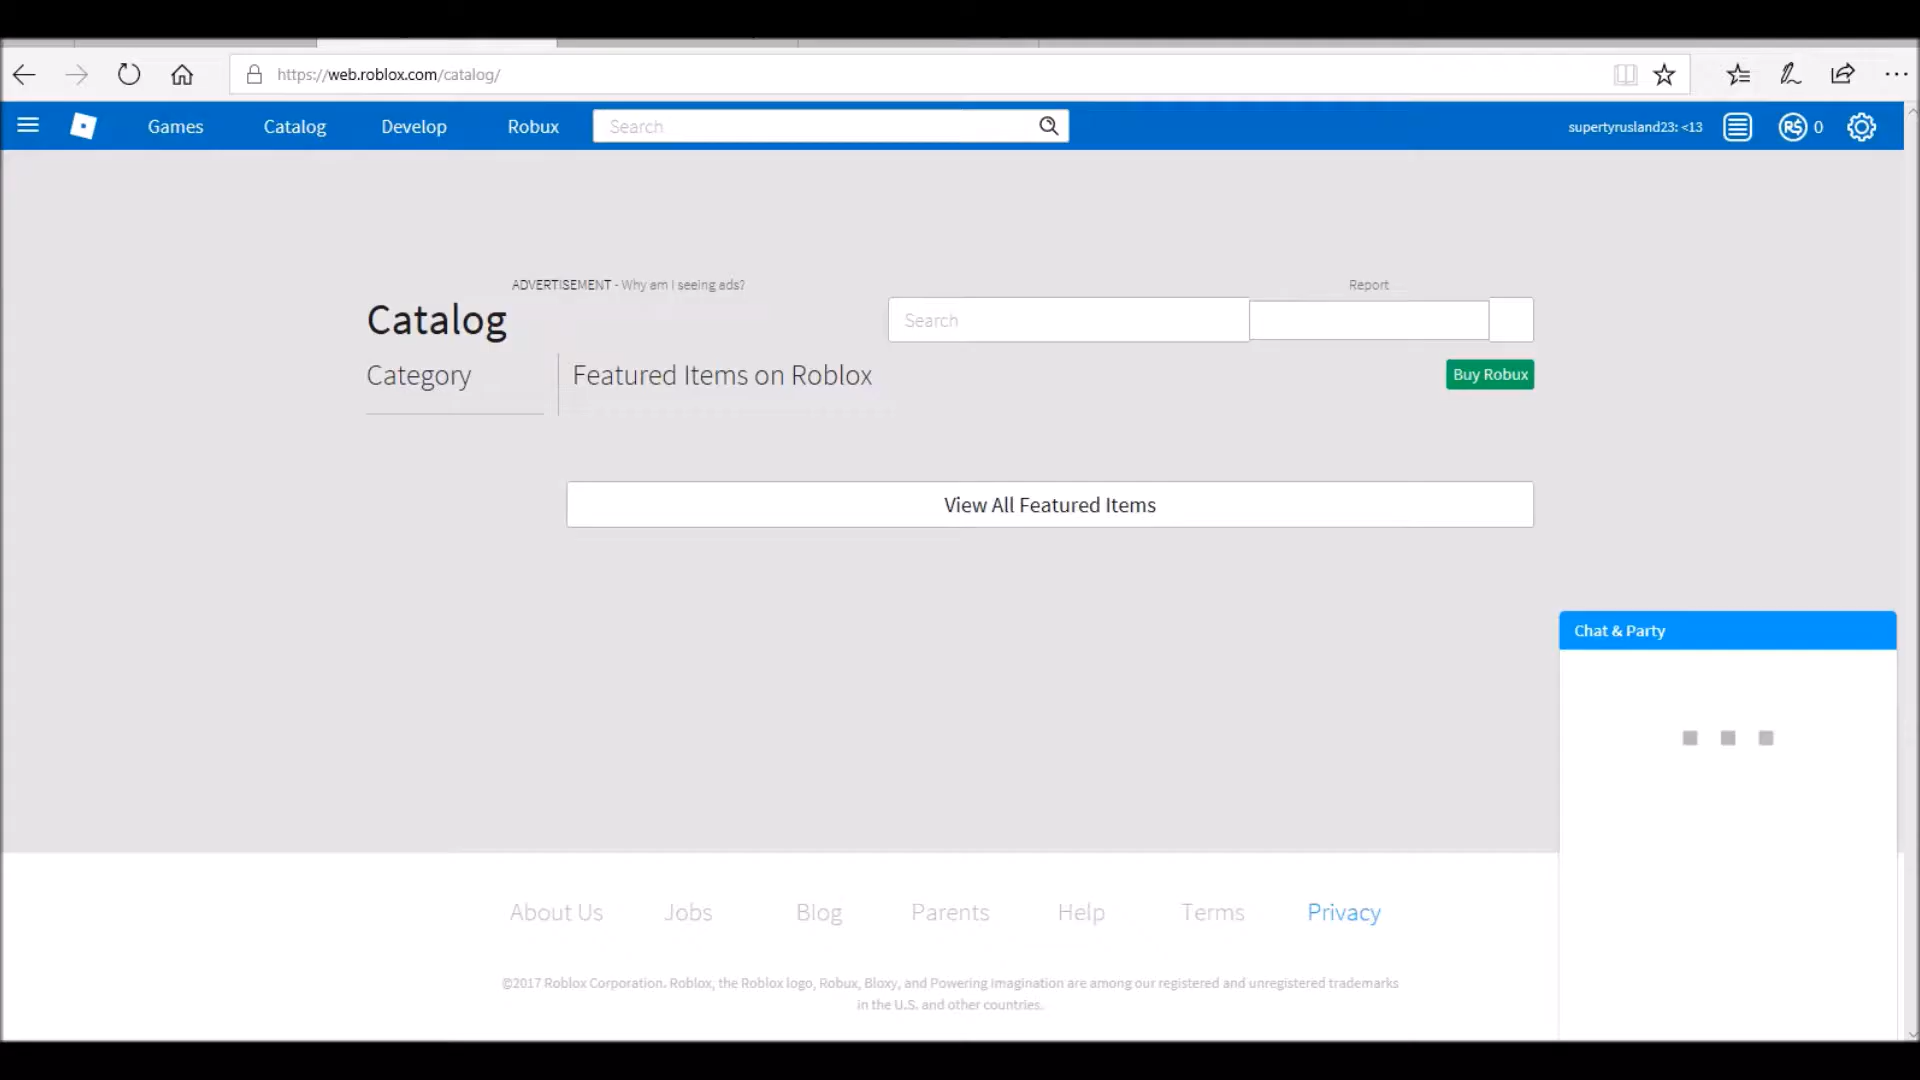 https://web.roblox.com/catalog/
Games Catalog Develop Robux Search supertyrusland23: <13 R$ 0
ADVERTISEMENT - Why am I seeing ads? Report
Catalog Search
Category Featured Items on Roblox Buy Robux
View All Featured Items
Chat & Party
About Us Jobs Blog Parents Help Terms Privacy
©2017 Roblox Corporation. Roblox, the Roblox logo, Robux, Bloxy, and Powering Imagination are among our registered and unregistered trademarks
in the U.S. and other countries.